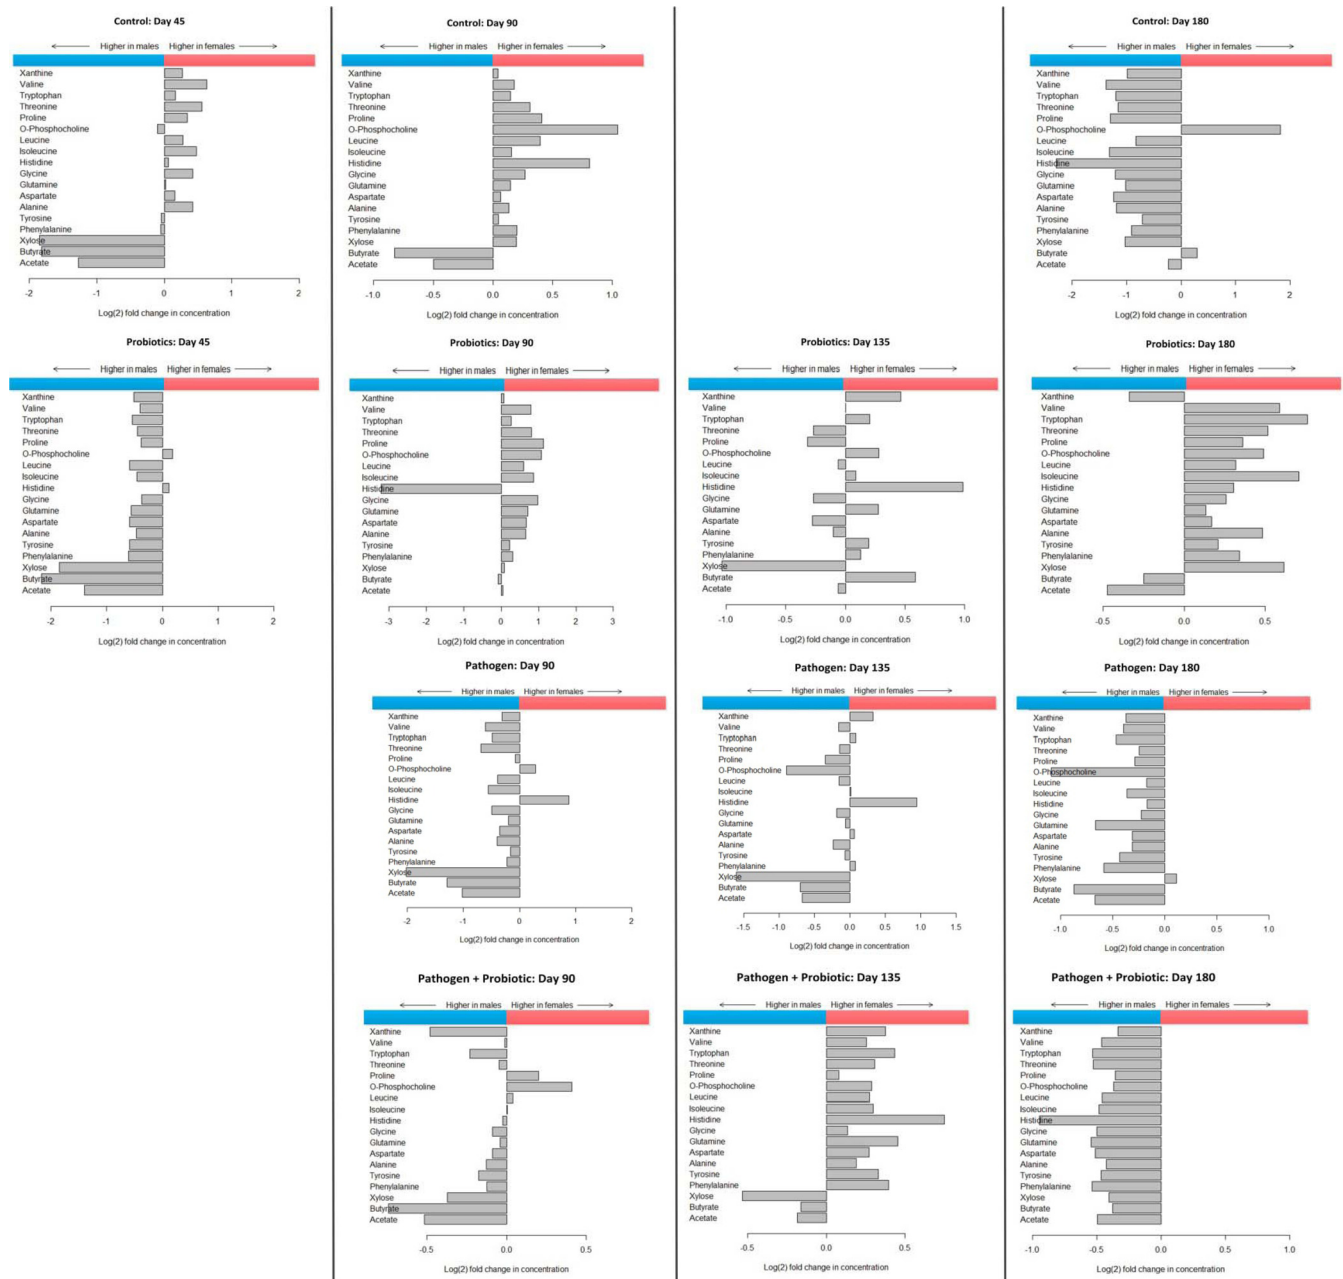 Control: Day 45
Higher in males Higher in females
Xanthine
Valine
Tryptophan
Threonine
Proline
O-Phosphocholine
Leucine
Isoleucine
Histidine
Glycine
Glutamine
Aspartate
Alanine
Tyrosine
Phenylalanine
Xylose
Butyrate
Acetate
-2 -1 0 1 2
Log(2) fold change in concentration
Control: Day 90
Higher in males Higher in females
Xanthine
Valine
Tryptophan
Threonine
Proline
O-Phosphocholine
Leucine
Isoleucine
Histidine
Glycine
Glutamine
Aspartate
Alanine
Tyrosine
Phenylalanine
Xylose
Butyrate
Acetate
-1.0 -0.5 0.0 0.5 1.0
Log(2) fold change in concentration
Control: Day 180
Higher in males Higher in females
Xanthine
Valine
Tryptophan
Threonine
Proline
O-Phosphocholine
Leucine
Isoleucine
Histidine
Glycine
Glutamine
Aspartate
Alanine
Tyrosine
Phenylalanine
Xylose
Butyrate
Acetate
-2 -1 0 1 2
Log(2) fold change in concentration
Probiotics: Day 45
Higher in males Higher in females
Xanthine
Valine
Tryptophan
Threonine
Proline
O-Phosphocholine
Leucine
Isoleucine
Histidine
Glycine
Glutamine
Aspartate
Alanine
Tyrosine
Phenylalanine
Xylose
Butyrate
Acetate
-2 -1 0 1 2
Log(2) fold change in concentration
Probiotics: Day 90
Higher in males Higher in females
Xanthine
Valine
Tryptophan
Threonine
Proline
O-Phosphocholine
Leucine
Isoleucine
Histidine
Glycine
Glutamine
Aspartate
Alanine
Tyrosine
Phenylalanine
Xylose
Butyrate
Acetate
-3 -2 -1 0 1 2 3
Log(2) fold change in concentration
Probiotics: Day 135
Higher in males Higher in females
Xanthine
Valine
Tryptophan
Threonine
Proline
O-Phosphocholine
Leucine
Isoleucine
Histidine
Glycine
Glutamine
Aspartate
Alanine
Tyrosine
Phenylalanine
Xylose
Butyrate
Acetate
-1.0 -0.5 0.0 0.5 1.0
Log(2) fold change in concentration
Probiotics: Day 180
Higher in males Higher in females
Xanthine
Valine
Tryptophan
Threonine
Proline
O-Phosphocholine
Leucine
Isoleucine
Histidine
Glycine
Glutamine
Aspartate
Alanine
Tyrosine
Phenylalanine
Xylose
Butyrate
Acetate
-0.5 0.0 0.5
Log(2) fold change in concentration
Pathogen: Day 90
Higher in males Higher in females
Xanthine
Valine
Tryptophan
Threonine
Proline
O-Phosphocholine
Leucine
Isoleucine
Histidine
Glycine
Glutamine
Aspartate
Alanine
Tyrosine
Phenylalanine
Xylose
Butyrate
Acetate
-2 -1 0 1 2
Log(2) fold change in concentration
Pathogen: Day 135
Higher in males Higher in females
Xanthine
Valine
Tryptophan
Threonine
Proline
O-Phosphocholine
Leucine
Isoleucine
Histidine
Glycine
Glutamine
Aspartate
Alanine
Tyrosine
Phenylalanine
Xylose
Butyrate
Acetate
-1.5 -1.0 -0.5 0.0 0.5 1.0 1.5
Log(2) fold change in concentration
Pathogen: Day 180
Higher in males Higher in females
Xanthine
Valine
Tryptophan
Threonine
Proline
O-Phosphocholine
Leucine
Isoleucine
Histidine
Glycine
Glutamine
Aspartate
Alanine
Tyrosine
Phenylalanine
Xylose
Butyrate
Acetate
-1.0 -0.5 0.0 0.5 1.0
Log(2) fold change in concentration
Pathogen + Probiotic: Day 90
Higher in males Higher in females
Xanthine
Valine
Tryptophan
Threonine
Proline
O-Phosphocholine
Leucine
Isoleucine
Histidine
Glycine
Glutamine
Aspartate
Alanine
Tyrosine
Phenylalanine
Xylose
Butyrate
Acetate
-0.5 0.0 0.5
Log(2) fold change in concentration
Pathogen + Probiotic: Day 135
Higher in males Higher in females
Xanthine
Valine
Tryptophan
Threonine
Proline
O-Phosphocholine
Leucine
Isoleucine
Histidine
Glycine
Glutamine
Aspartate
Alanine
Tyrosine
Phenylalanine
Xylose
Butyrate
Acetate
-0.5 0.0 0.5
Log(2) fold change in concentration
Pathogen + Probiotic: Day 180
Higher in males Higher in females
Xanthine
Valine
Tryptophan
Threonine
Proline
O-Phosphocholine
Leucine
Isoleucine
Histidine
Glycine
Glutamine
Aspartate
Alanine
Tyrosine
Phenylalanine
Xylose
Butyrate
Acetate
-1.0 -0.5 0.0 0.5 1.0
Log(2) fold change in concentration